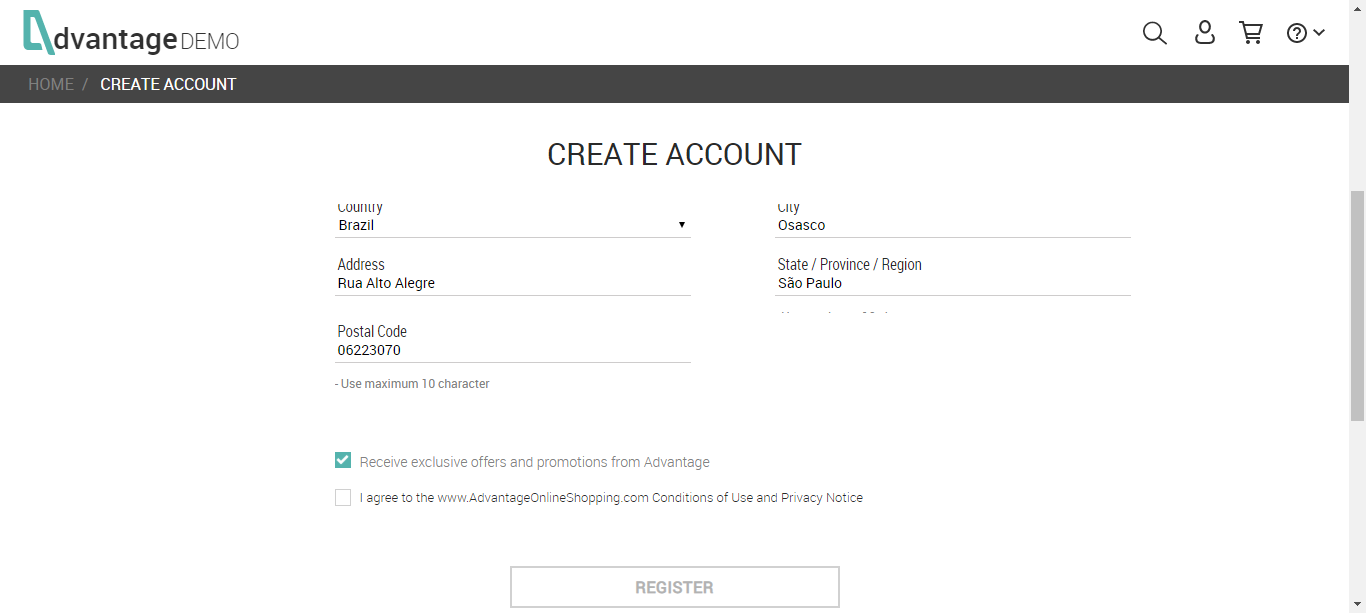 dvantage DEMO
HOME / CREATE ACCOUNT
CREATE ACCOUNT
Country
City
Brazil
Osasco
Address
State / Province / Region
Rua Alto Alegre
São Paulo
Postal Code
06223070
- Use maximum 10 character
Receive exclusive offers and promotions from Advantage
I agree to the www.AdvantageOnlineShopping.com Conditions of Use and Privacy Notice
REGISTER